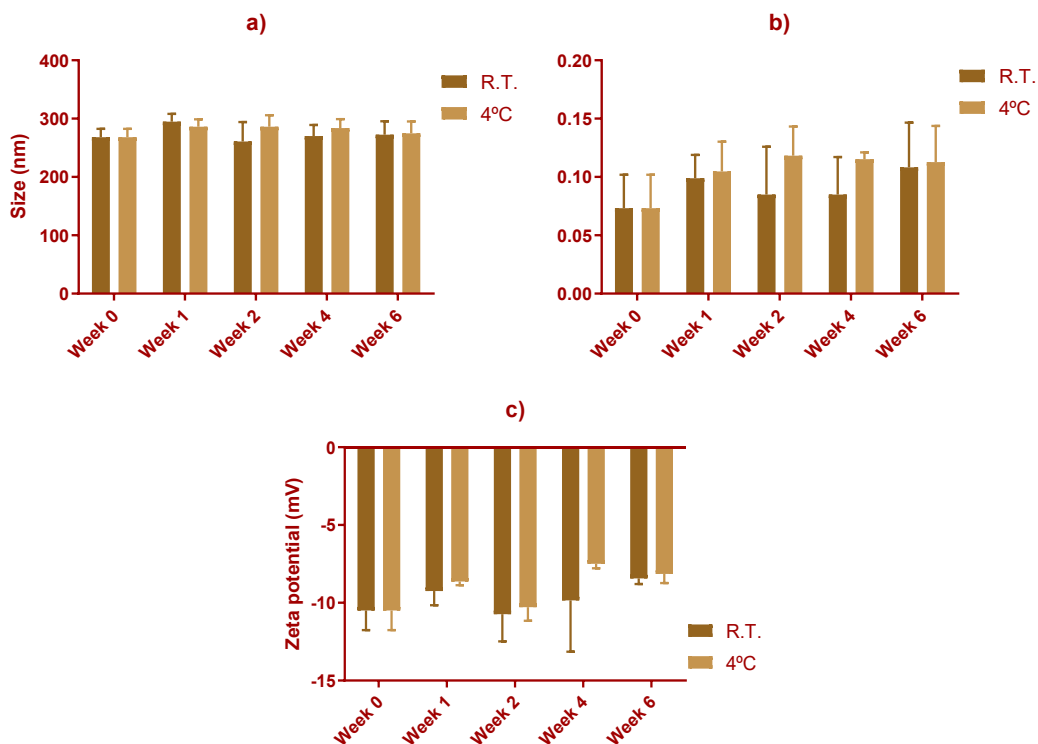 a)
400
300
200
100
0
Size (nm)
Week 0
Week 1
Week 2
Week 4
Week 6
R.T.
4ºC
b)
0.20
0.15
0.10
0.05
0.00
Week 0
Week 1
Week 2
Week 4
Week 6
R.T.
4ºC
c)
0
-5
-10
-15
Zeta potential (mV)
Week 0
Week 1
Week 2
Week 4
Week 6
R.T.
4ºC